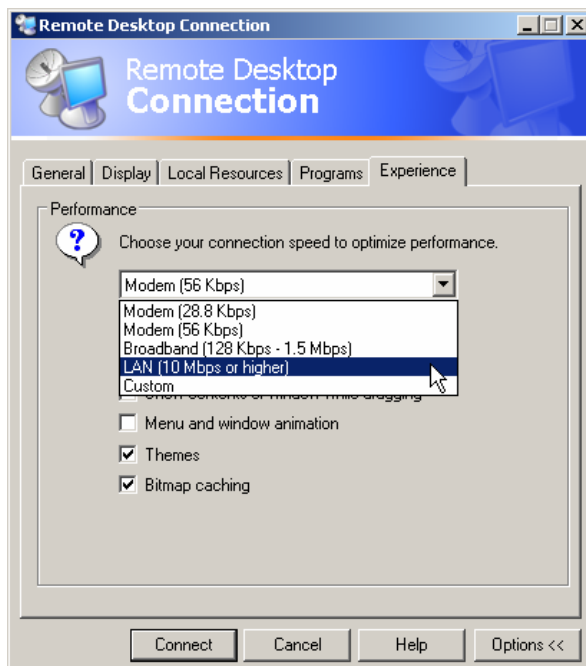 Remote Desktop Connection
Remote Desktop
Connection
General Display Local Resources Programs Experience
Performance
?
Choose your connection speed to optimize performance.
Modem (56 Kbps)
Modem (28.8 Kbps)
Modem (56 Kbps)
Broadband (128 Kbps - 1.5 Mbps)
LAN (10 Mbps or higher)
Custom
Menu and window animation
Themes
Bitmap caching
Connect Cancel Help Options <<